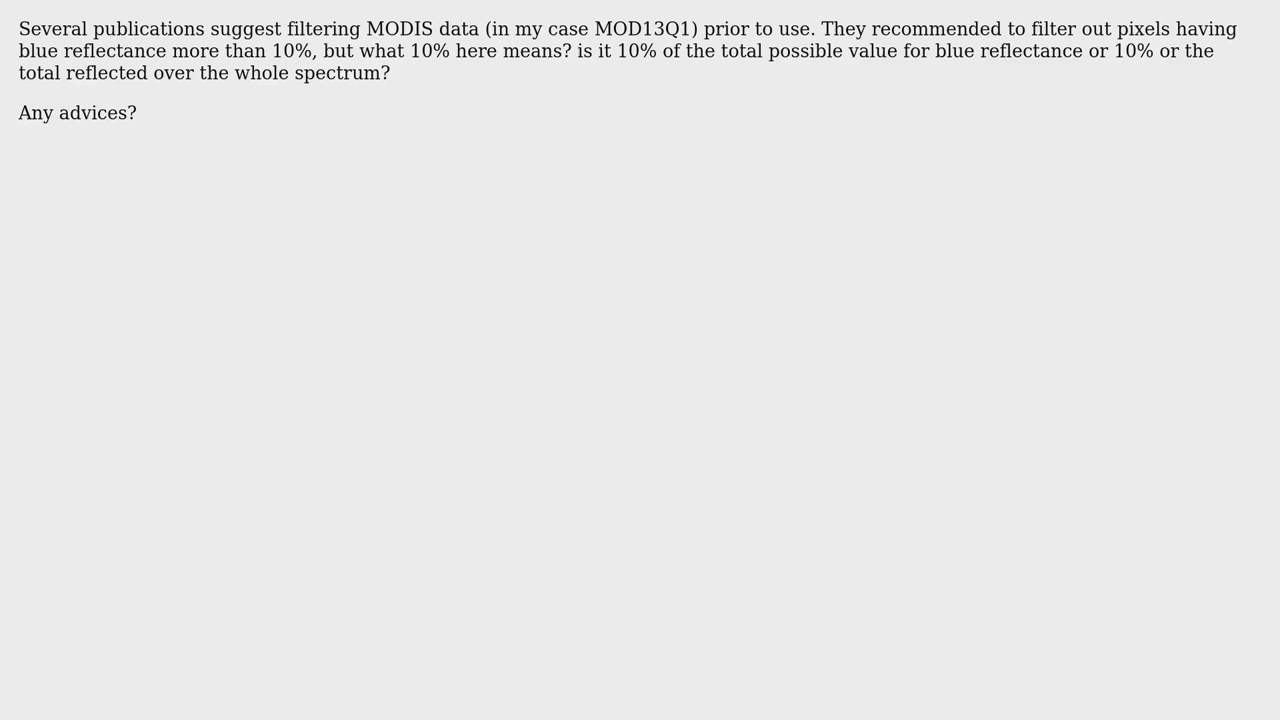 Several publications suggest filtering MODIS data (in my case MOD13Q1) prior to use. They recommended to filter out pixels having
blue reflectance more than 10%, but what 10% here means? is it 10% of the total possible value for blue reflectance or 10% or the
total reflected over the whole spectrum?
Any advices?